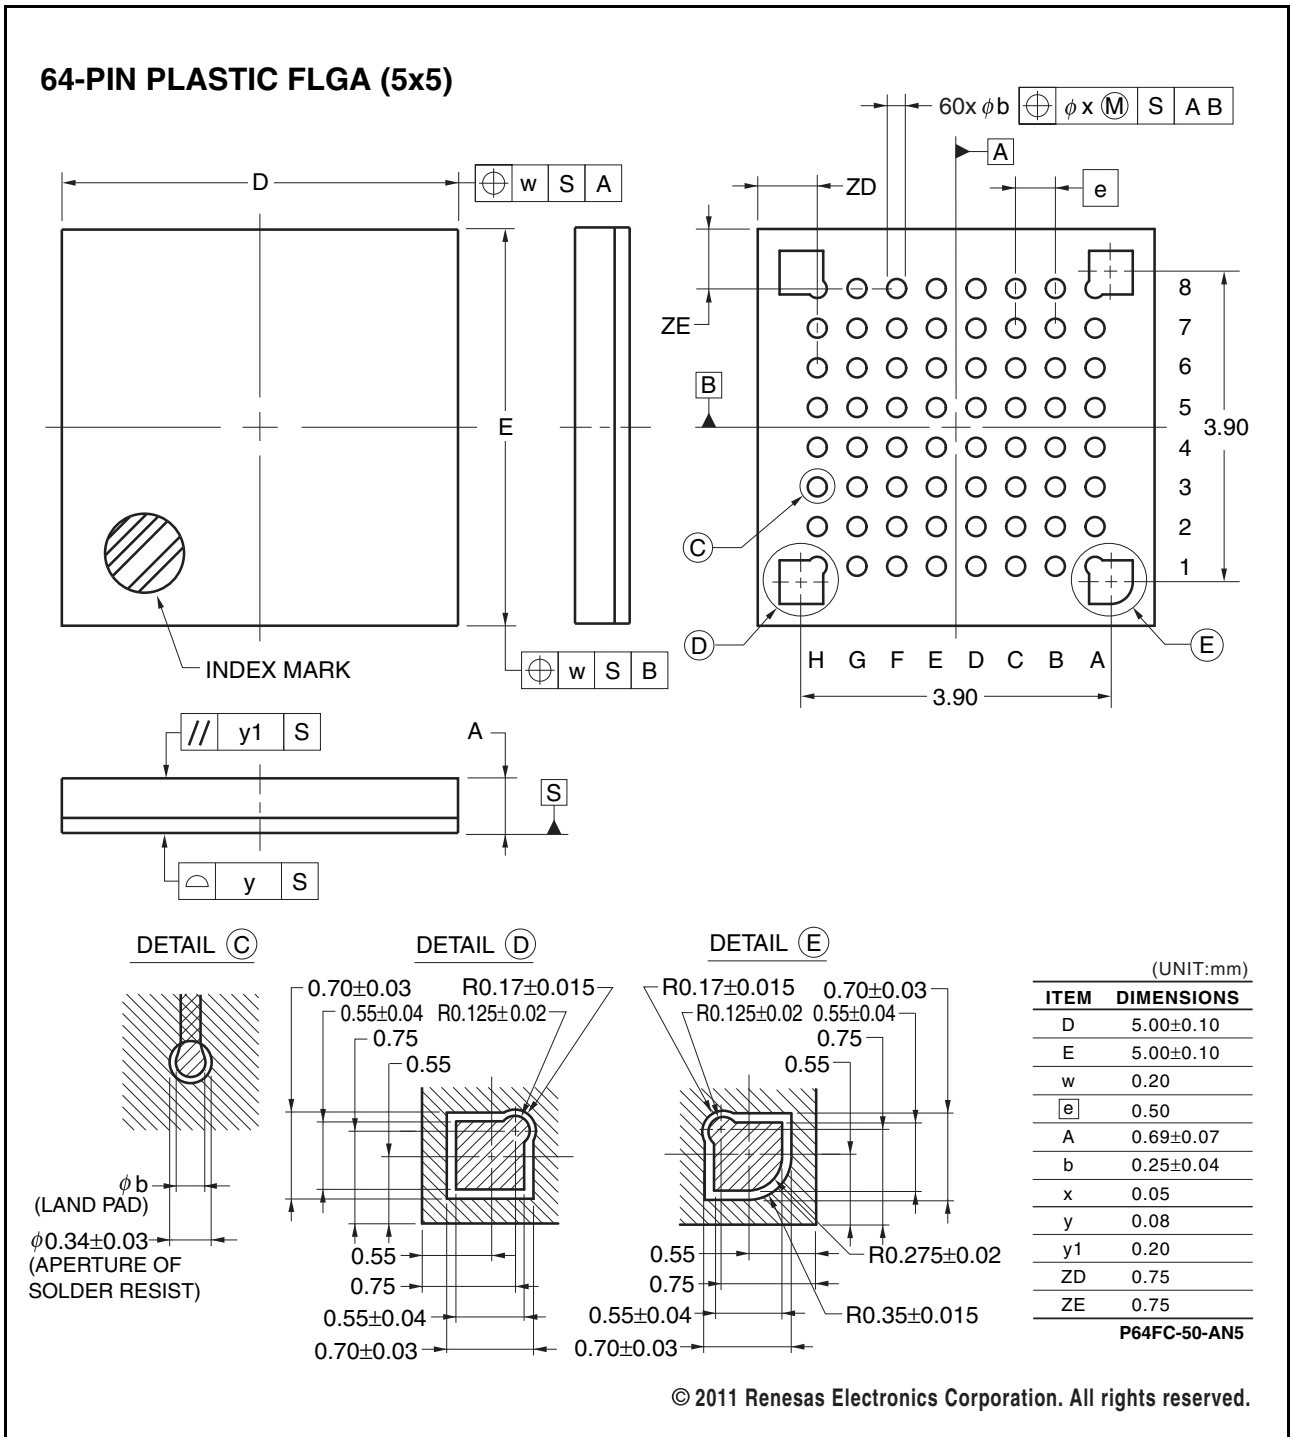 64-PIN PLASTIC FLGA (5x5)
60x φb ⌖ φx Ⓜ S A B
A
D
⌖ w S A
ZD
e
ZE
8
7
6
5
4
3
2
1
B
E
3.90
C
D
E
H G F E D C B A
3.90
INDEX MARK
⌖ w S B
// y1 S
A
S
⌓ y S
DETAIL Ⓒ
φb
(LAND PAD)
φ0.34±0.03
(APERTURE OF
SOLDER RESIST)
DETAIL Ⓓ
0.70±0.03
R0.17±0.015
0.55±0.04
R0.125±0.02
0.75
0.55
0.55
0.75
0.55±0.04
0.70±0.03
DETAIL Ⓔ
R0.17±0.015
0.70±0.03
R0.125±0.02
0.55±0.04
0.75
0.55
0.55
R0.275±0.02
0.75
0.55±0.04
R0.35±0.015
0.70±0.03
(UNIT:mm)
ITEM DIMENSIONS
D 5.00±0.10
E 5.00±0.10
w 0.20
e 0.50
A 0.69±0.07
b 0.25±0.04
x 0.05
y 0.08
y1 0.20
ZD 0.75
ZE 0.75
P64FC-50-AN5
© 2011 Renesas Electronics Corporation. All rights reserved.